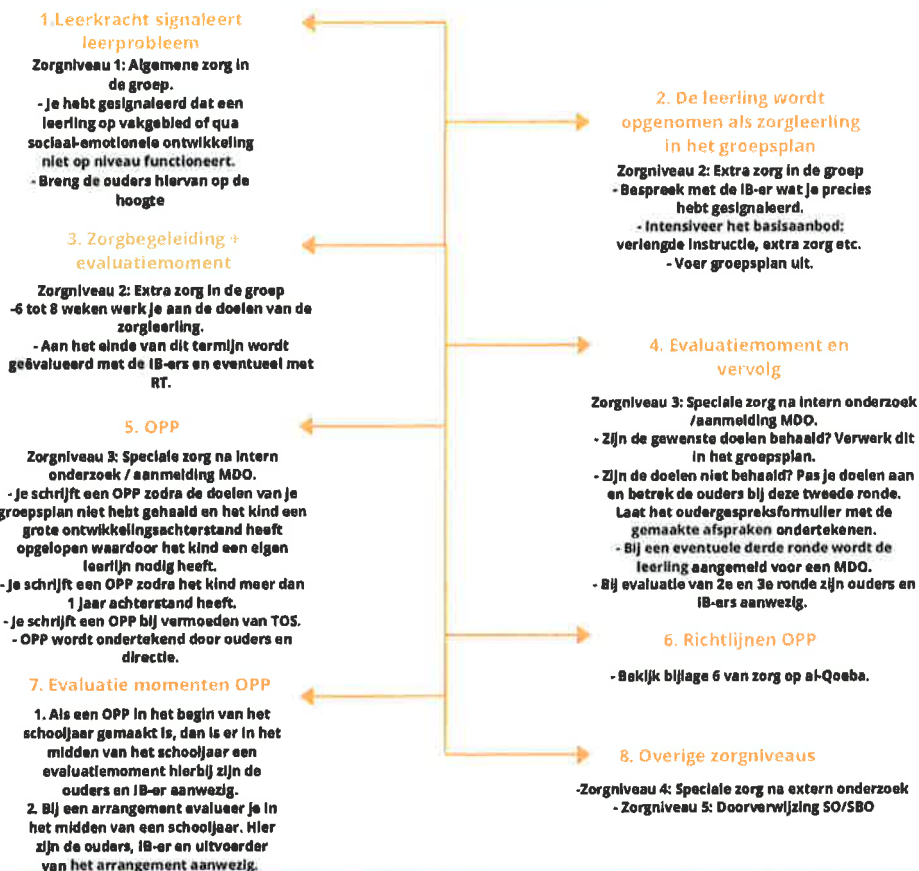 1.Leerkracht signaleert
leerprobleem
Zorgniveau 1: Algemene zorg in
de groep.
- Je hebt gesignaleerd dat een
leerling op vakgebied of qua
sociaal-emotionele ontwikkeling
niet op niveau functioneert.
- Breng de ouders hiervan op de
hoogte
2. De leerling wordt
opgenomen als zorgleerling
in het groepsplan
Zorgniveau 2: Extra zorg in de groep
- Bespreek met de IB-er wat je precies
hebt gesignaleerd.
- Intensiveer het basisaanbod:
verlengde instructie, extra zorg etc.
- Voer groepsplan uit.
3. Zorgbegeleiding +
evaluatiemoment
Zorgniveau 2: Extra zorg in de groep
-6 tot 8 weken werk je aan de doelen van de
zorgleerling.
- Aan het einde van dit termijn wordt
geëvalueerd met de IB-ers en eventueel met
RT.
4. Evaluatiemoment en
vervolg
Zorgniveau 3: Speciale zorg na intern onderzoek
/aanmelding MDO.
- Zijn de gewenste doelen behaald? Verwerk dit
in het groepsplan.
- Zijn de doelen niet behaald? Pas je doelen aan
en betrek de ouders bij deze tweede ronde.
Laat het oudergespreksformulier met de
gemaakte afspraken ondertekenen.
- Bij een eventuele derde ronde wordt de
leerling aangemeld voor een MDO.
- Bij evaluatie van 2e en 3e ronde zijn ouders en
IB-ers aanwezig.
5. OPP
Zorgniveau 3: Speciale zorg na intern
onderzoek / aanmelding MDO.
- Je schrijft een OPP zodra de doelen van je
groepsplan niet hebt gehaald en het kind een
grote ontwikkelingsachterstand heeft
opgelopen waardoor het kind een eigen
leerlijn nodig heeft.
- Je schrijft een OPP zodra het kind meer dan
1 jaar achterstand heeft.
- Je schrijft een OPP bij vermoeden van TOS.
- OPP wordt ondertekend door ouders en
directie.
6. Richtlijnen OPP
- Bekijk bijlage 6 van zorg op al-Qoeba.
7. Evaluatie momenten OPP
1. Als een OPP in het begin van het
schooljaar gemaakt is, dan is er in het
midden van het schooljaar een
evaluatiemoment hierbij zijn de
ouders en IB-er aanwezig.
2. Bij een arrangement evalueer je in
het midden van een schooljaar. Hier
zijn de ouders, IB-er en uitvoerder
van het arrangement aanwezig.
8. Overige zorgniveaus
-Zorgniveau 4: Speciale zorg na extern onderzoek
- Zorgniveau 5: Doorverwijzing SO/SBO